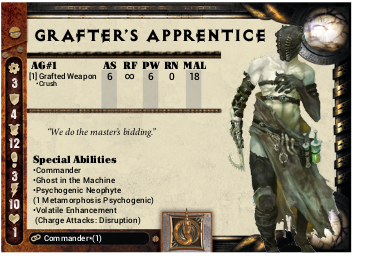 GRAFTER'S APPRENTICE
AG#1 AS RF PW RN MAL
[1] Grafted Weapon 6 ∞ 6 0 18
•Crush
3
4
12
3
10
1
"We do the master's bidding."
Special Abilities
•Commander
•Ghost in the Machine
•Psychogenic Neophyte
(1 Metamorphosis Psychogenic)
•Volatile Enhancement
(Charge Attacks: Disruption)
Commander•(1)